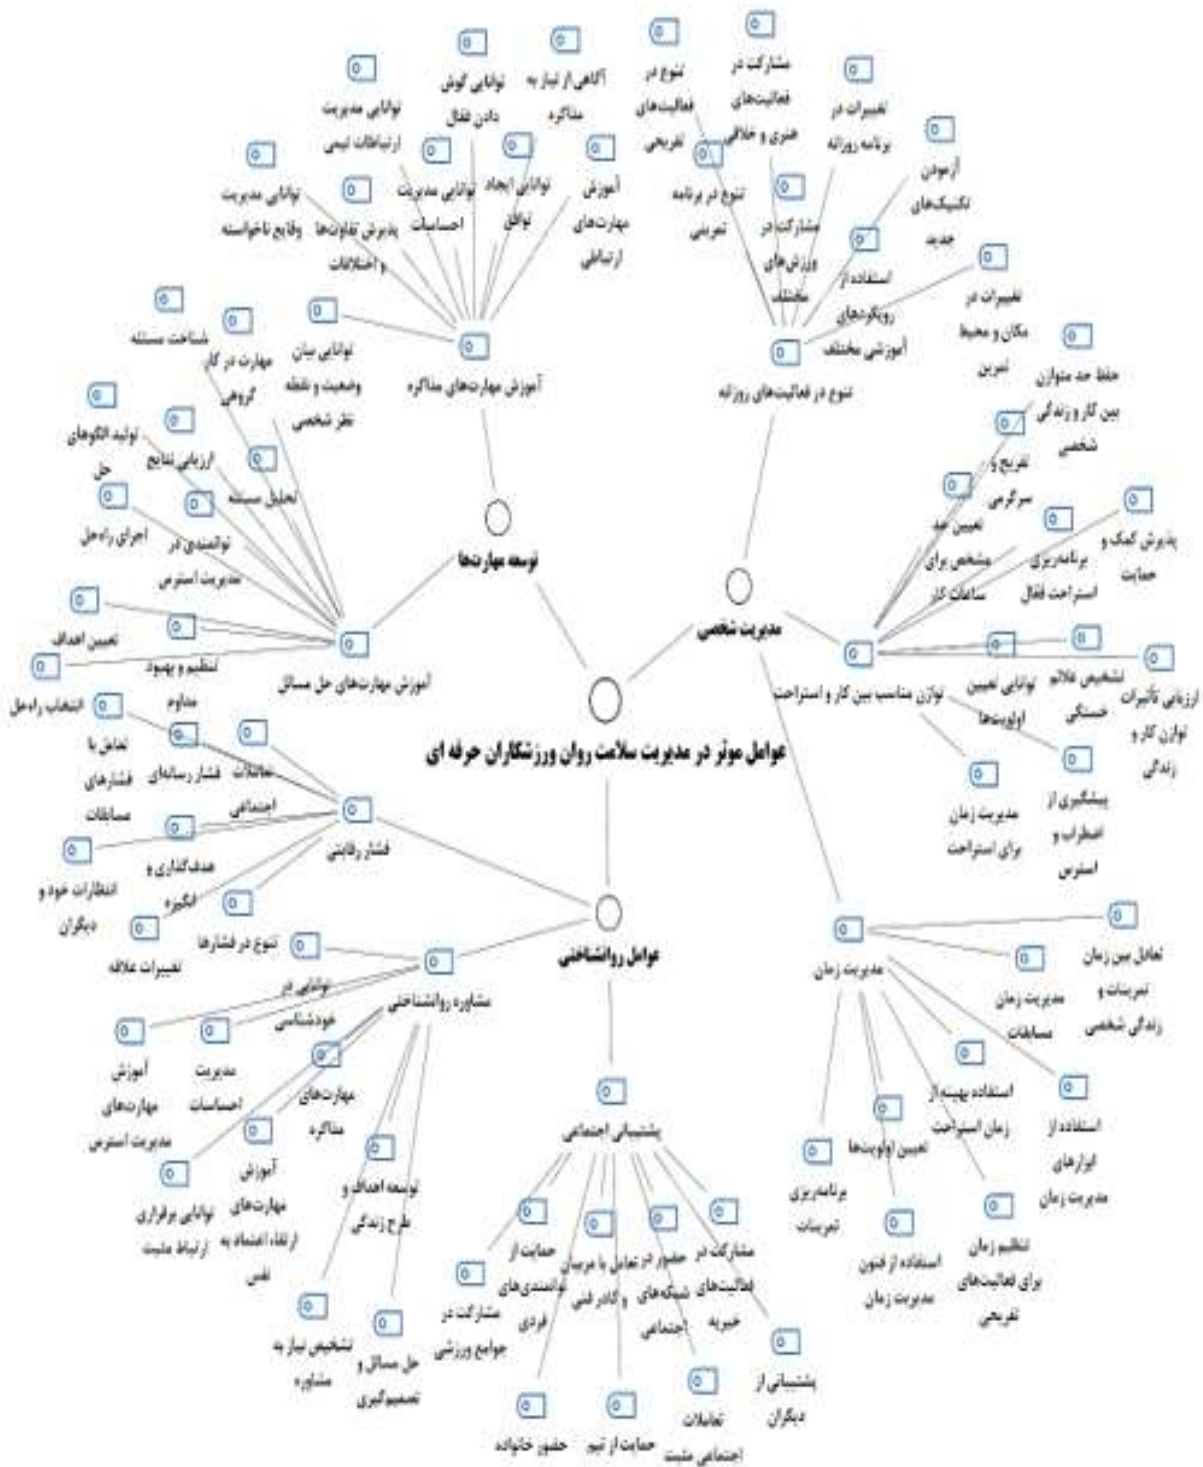 آگاهی از نیاز به
مذاکره
توانایی گوش
دادن فعال
توانایی مدیریت
ارتباطات تیمی
توانایی مدیریت
وقایع ناخواسته
پذیرش تفاوت‌ها
و اختلافات
توانایی مدیریت
احساسات
توانایی ایجاد
توافق
آموزش
مهارت‌های
ارتباطی
توانایی بیان
وضعیت و نقطه
نظر شخصی
آموزش مهارت‌های مذاکره
تنوع در
فعالیت‌های
تفریحی
مشارکت در
فعالیت‌های
هنری و خلاقی
تغییرات در
برنامه روزانه
آزمودن
تکنیک‌های
جدید
تنوع در برنامه
تمرینی
مشارکت در
ورزش‌های
مختلف
استفاده از
رویکردهای
آموزشی مختلف
تغییرات در
مکان و محیط
تمرین
تنوع در فعالیت‌های روزانه
شناخت مسئله
مهارت در کار
گروهی
تولید الگوهای
حل
ارزیابی نتایج
تحلیل مسئله
اجرای راه‌حل
توانمندی در
مدیریت استرس
تعیین اهداف
تنظیم و بهبود
مداوم
انتخاب راه‌حل
آموزش مهارت‌های حل مسائل
توسعه مهارت‌ها
مدیریت شخصی
حفظ حد متوازن
بین کار و زندگی
شخصی
تفریح و
سرگرمی
تعیین حد
مشخص برای
ساعات کار
برنامه‌ریزی
استراحت فعال
پذیرش کمک و
حمایت
توانایی تعیین
اولویت‌ها
تشخیص علائم
خستگی
ارزیابی تأثیرات
توازن کار و
زندگی
پیشگیری از
اضطراب و
استرس
مدیریت زمان
برای استراحت
توازن مناسب بین کار و استراحت
عوامل موثر در مدیریت سلامت روان ورزشکاران حرفه ای
تعامل با
فشارهای
مسابقات
فشار رسانه‌ای
تعاملات
اجتماعی
فشار رقابتی
هدف‌گذاری و
انگیزه
انتظارات خود و
دیگران
تغییرات علاقه
تنوع در فشارها
عوامل روانشناختی
مشاوره روانشناختی
توانایی در
خودشناسی
مدیریت
احساسات
آموزش
مهارت‌های
مدیریت استرس
مهارت‌های
مذاکره
آموزش
مهارت‌های
ارتقاء اعتماد به
نفس
توانایی برقراری
ارتباط مثبت
توسعه اهداف و
طرح زندگی
تشخیص نیاز به
مشاوره
حل مسائل و
تصمیم‌گیری
پشتیبانی اجتماعی
مشارکت در
جوامع ورزشی
حمایت از
توانمندی‌های
فردی
تعامل با مربیان
و کادر فنی
حضور در
شبکه‌های
اجتماعی
مشارکت در
فعالیت‌های
خیریه
حضور خانواده
حمایت از تیم
تعاملات
اجتماعی مثبت
پشتیبانی از
دیگران
مدیریت زمان
تعادل بین زمان
تمرینات و
زندگی شخصی
مدیریت زمان
مسابقات
استفاده بهینه از
زمان استراحت
استفاده از
ابزارهای
مدیریت زمان
تعیین اولویت‌ها
برنامه‌ریزی
تمرینات
استفاده از فنون
مدیریت زمان
تنظیم زمان
برای فعالیت‌های
تفریحی